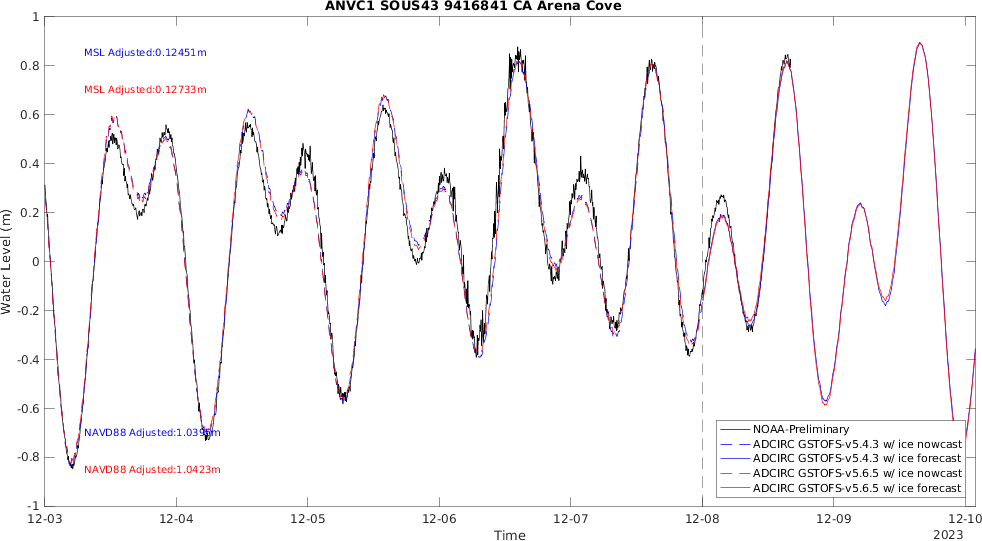 ANVC1 SOUS43 9416841 CA Arena Cove
1
0.8
0.6
0.4
0.2
0
-0.2
-0.4
-0.6
-0.8
-1
Water Level (m)
MSL Adjusted:0.12451m
MSL Adjusted:0.12733m
NAVD88 Adjusted:1.0395m
NAVD88 Adjusted:1.0423m
NOAA-Preliminary
ADCIRC GSTOFS-v5.4.3 w/ ice nowcast
ADCIRC GSTOFS-v5.4.3 w/ ice forecast
ADCIRC GSTOFS-v5.6.5 w/ ice nowcast
ADCIRC GSTOFS-v5.6.5 w/ ice forecast
12-03 12-04 12-05 12-06 12-07 12-08 12-09 12-10
Time
2023